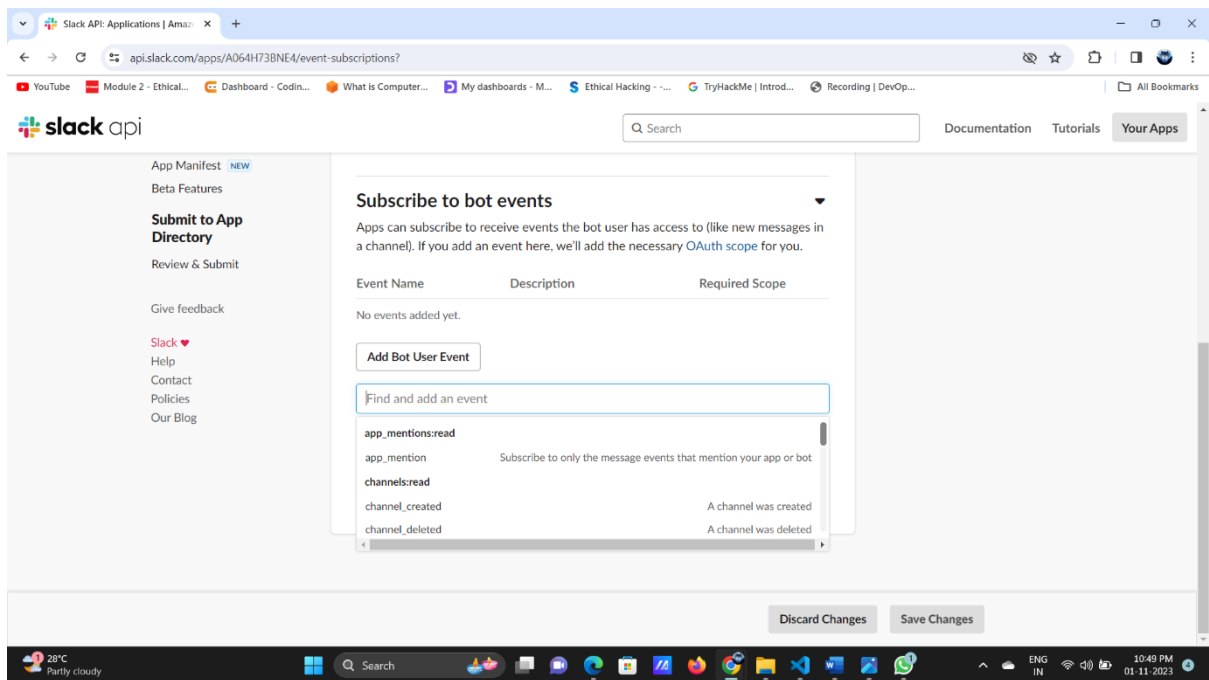 Slack API: Applications | Amaz
api.slack.com/apps/A064H73BNE4/event-subscriptions?
YouTube
Module 2 - Ethical...
Dashboard - Codin...
What is Computer...
My dashboards - M...
Ethical Hacking - -...
TryHackMe | Introd...
Recording | DevOp...
All Bookmarks
slack api
Search
Documentation
Tutorials
Your Apps
App Manifest NEW
Beta Features
Submit to App
Directory
Review & Submit
Give feedback
Slack ♥
Help
Contact
Policies
Our Blog
Subscribe to bot events
Apps can subscribe to receive events the bot user has access to (like new messages in
a channel). If you add an event here, we'll add the necessary OAuth scope for you.
Event Name Description Required Scope
No events added yet.
Add Bot User Event
Find and add an event
app_mentions:read
app_mention Subscribe to only the message events that mention your app or bot
channels:read
channel_created A channel was created
channel_deleted A channel was deleted
Discard Changes
Save Changes
1
28°C
Partly cloudy
Search
ENG
IN
10:49 PM
01-11-2023
4